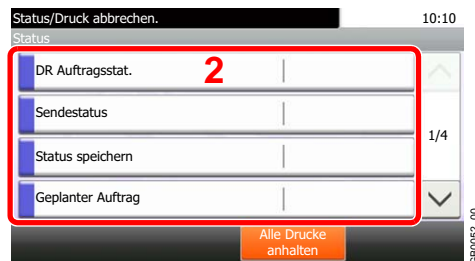 Status/Druck abbrechen.
10:10
Status
DR Auftragsstat.
2
Sendestatus
1/4
Status speichern
Geplanter Auftrag
Alle Drucke
anhalten